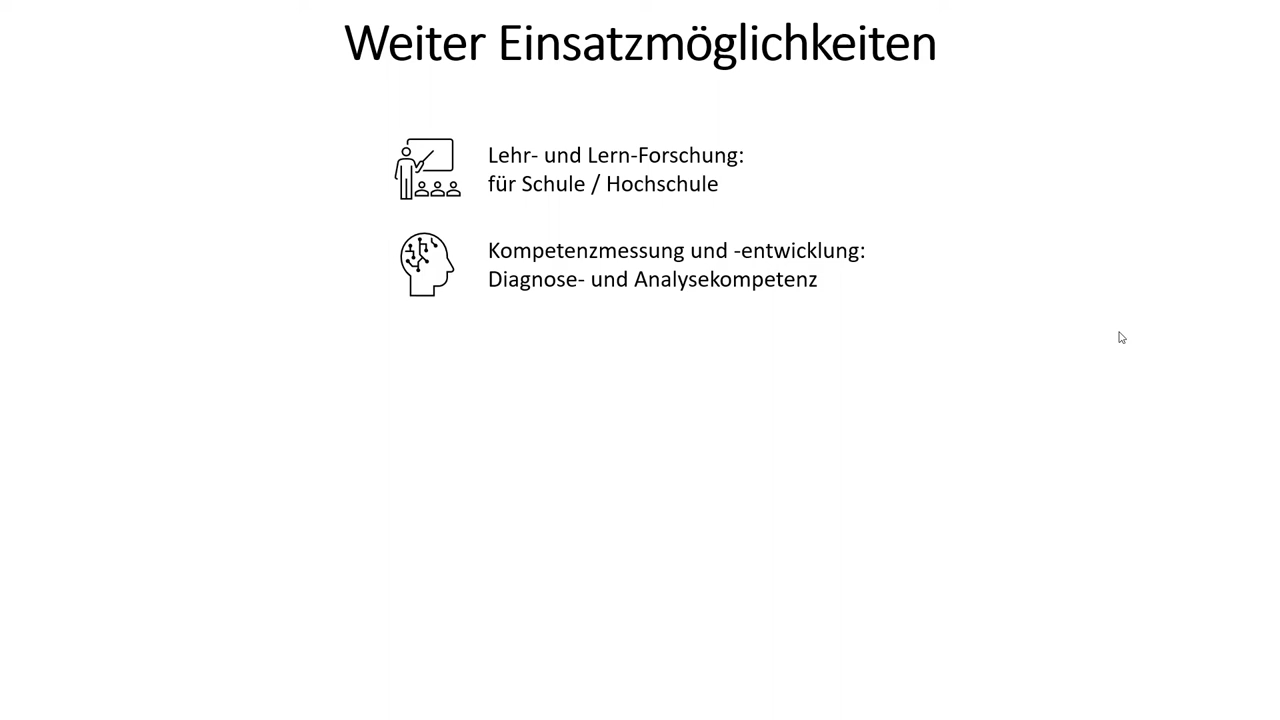 Weiter Einsatzmöglichkeiten
Lehr- und Lern-Forschung:
für Schule / Hochschule
Kompetenzmessung und -entwicklung:
Diagnose- und Analysekompetenz